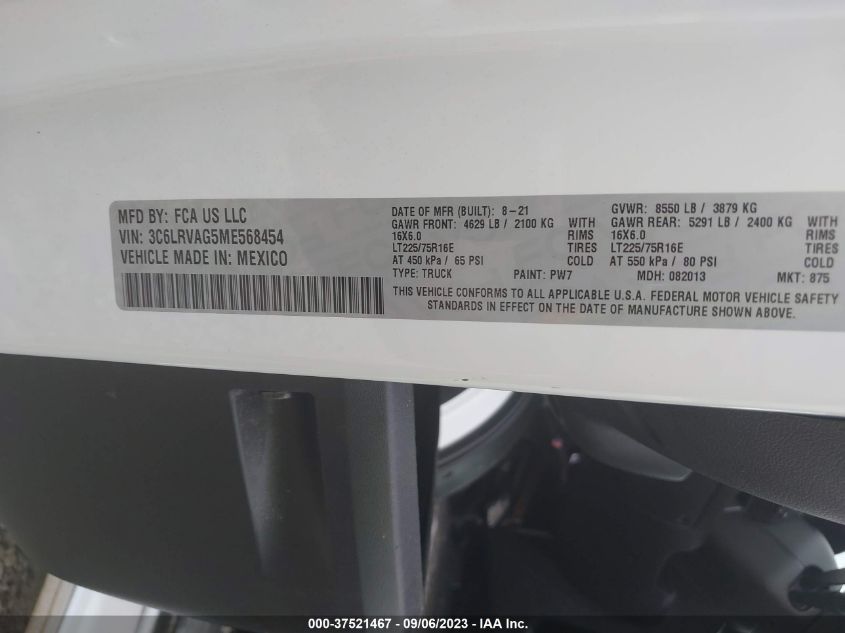 MFD BY: FCA US LLC
VIN: 3C6LRVAG5ME568454
VEHICLE MADE IN: MEXICO
DATE OF MFR (BUILT): 8-21 GVWR: 8550 LB / 3879 KG
GAWR FRONT: 4629 LB / 2100 KG WITH GAWR REAR: 5291 LB / 2400 KG WITH
16X6.0 RIMS 16X6.0 RIMS
LT225/75R16E TIRES LT225/75R16E TIRES
AT 450 kPa / 65 PSI COLD AT 550 kPa / 80 PSI COLD
TYPE: TRUCK PAINT: PW7 MDH: 082013 MKT: 875
THIS VEHICLE CONFORMS TO ALL APPLICABLE U.S.A. FEDERAL MOTOR VEHICLE SAFETY
STANDARDS IN EFFECT ON THE DATE OF MANUFACTURE SHOWN ABOVE.
000-37521467 - 09/06/2023 - IAA Inc.